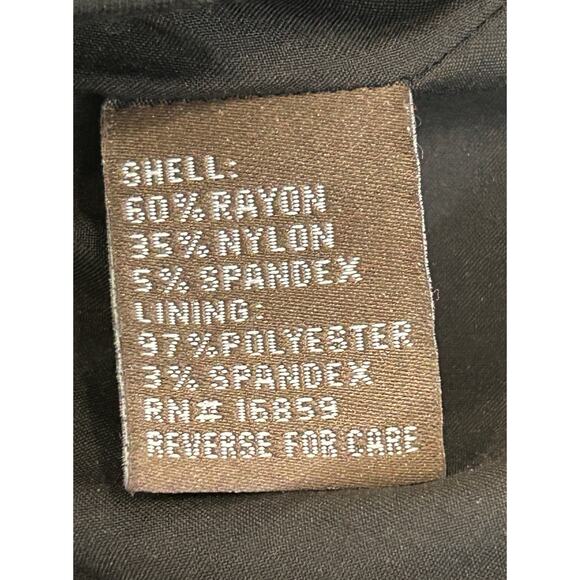 SHELL:
60% RAYON
35% NYLON
5% SPANDEX
LINING:
97% POLYESTER
3% SPANDEX
RN# 16859
REVERSE FOR CARE